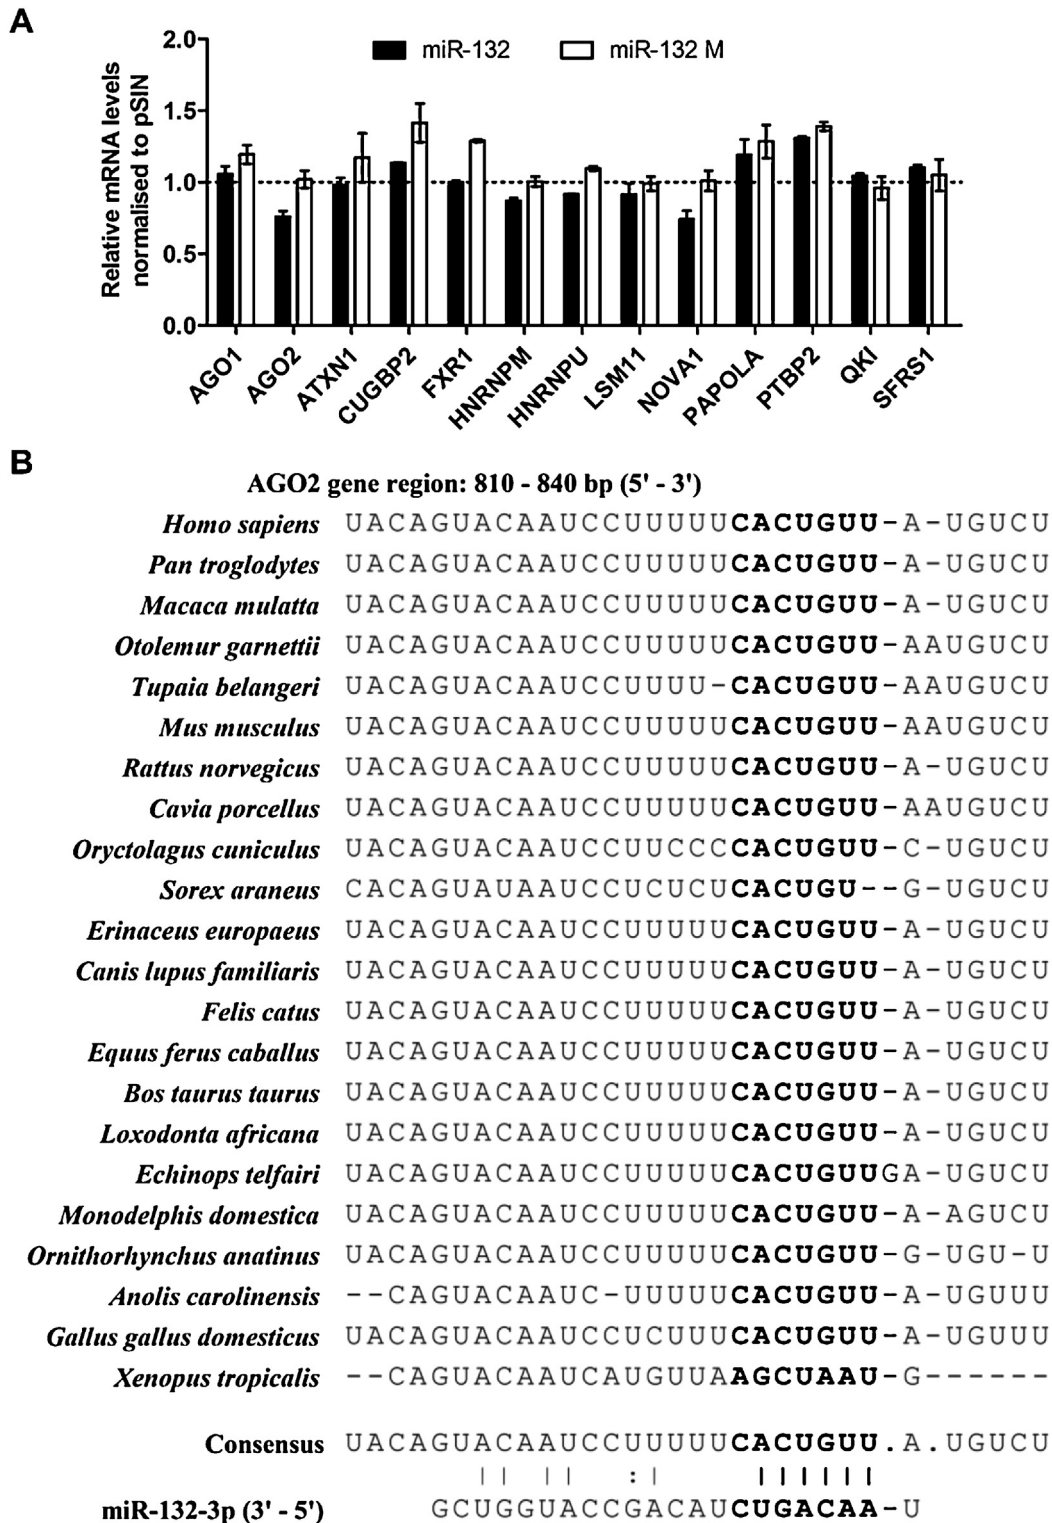 A
Relative mRNA levels
normalised to pSIN
miR-132 miR-132 M
2.0
1.5
1.0
0.5
0.0
AGO1 AGO2 ATXN1 CUGBP2 FXR1 HNRNPM HNRNPU LSM11 NOVA1 PAPOLA PTBP2 QKI SFRS1
B
AGO2 gene region: 810 - 840 bp (5' - 3')
Homo sapiens UACAGUACAAUCCUUUUUCACUGUU-A-UGUCU
Pan troglodytes UACAGUACAAUCCUUUUUCACUGUU-A-UGUCU
Macaca mulatta UACAGUACAAUCCUUUUUCACUGUU-A-UGUCU
Otolemur garnettii UACAGUACAAUCCUUUUUCACUGUU-AAUGUCU
Tupaia belangeri UACAGUACAAUCCUUUU-CACUGUU-AAUGUCU
Mus musculus UACAGUACAAUCCUUUUUCACUGUU-AAUGUCU
Rattus norvegicus UACAGUACAAUCCUUUUUCACUGUU-A-UGUCU
Cavia porcellus UACAGUACAAUCCUUUUUCACUGUU-AAUGUCU
Oryctolagus cuniculus UACAGUACAAUCCUUCCCCACUGUU-C-UGUCU
Sorex araneus CACAGUAUAAUCCUCUCUCACUGU--G-UGUCU
Erinaceus europaeus UACAGUACAAUCCUUUUUCACUGUU-A-UGUCU
Canis lupus familiaris UACAGUACAAUCCUUUUUCACUGUU-A-UGUCU
Felis catus UACAGUACAAUCCUUUUUCACUGUU-A-UGUCU
Equus ferus caballus UACAGUACAAUCCUUUUUCACUGUU-A-UGUCU
Bos taurus taurus UACAGUACAAUCCUUUUUCACUGUU-A-UGUCU
Loxodonta africana UACAGUACAAUCCUUUUUCACUGUU-A-UGUCU
Echinops telfairi UACAGUACAAUCCUUUUUCACUGUUGA-UGUCU
Monodelphis domestica UACAGUACAAUCCUUUUUCACUGUU-A-AGUCU
Ornithorhynchus anatinus UACAGUACAAUCCUUUUUCACUGUU-G-UGU-U
Anolis carolinensis --CAGUACAAUC-UUUUUCACUGUU-A-UGUUU
Gallus gallus domesticus UACAGUACAAUCCUCUUUCACUGUU-A-UGUUU
Xenopus tropicalis --CAGUACAAUCAUGUUAAGCUAAU-G------
Consensus UACAGUACAAUCCUUUUUCACUGUU.A.UGUCU
| | | | : | | | | | | |
miR-132-3p (3' - 5') GCUGGUACCGACAUCUGACAA-U